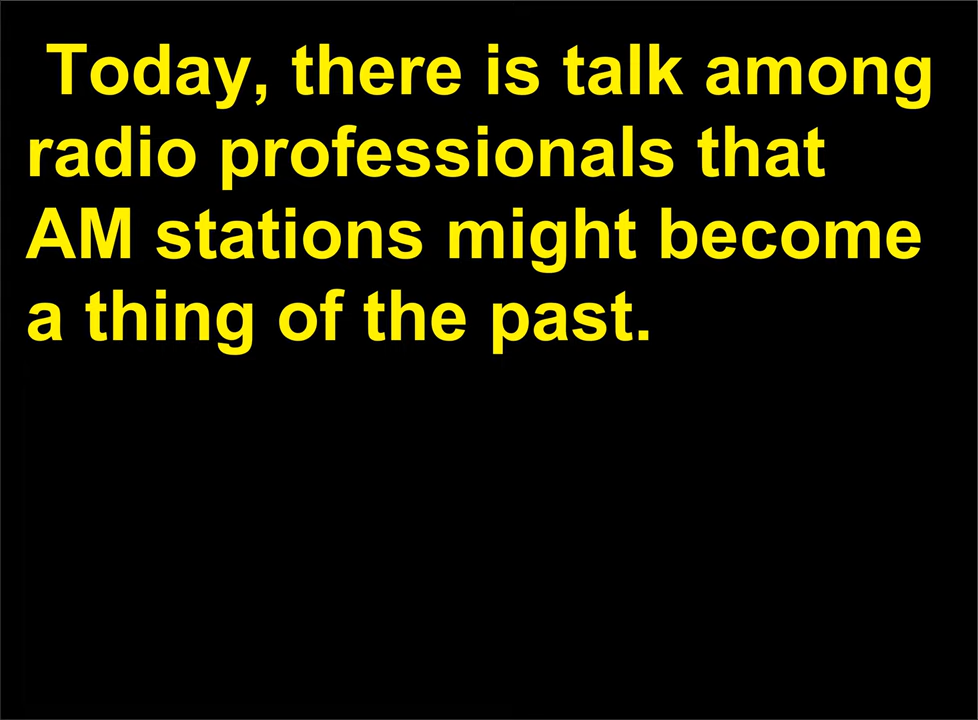 Today, there is talk among
radio professionals that
AM stations might become
a thing of the past.